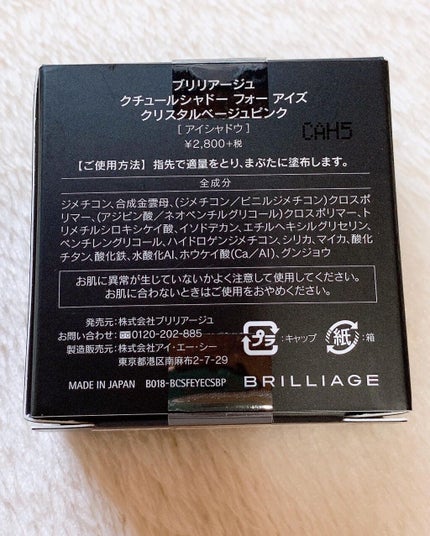 ブリリアージュ
クチュールシャドー フォー アイズ
クリスタルベージュピンク
[ アイシャドウ ]
¥2,800+税
CAH5
【ご使用方法】 指先で適量をとり、まぶたに塗布します。
全成分
ジメチコン、合成金雲母、(ジメチコン/ビニルジメチコン)クロスポ
リマー、(アジピン酸/ネオペンチルグリコール)クロスポリマー、ト
リメチルシロキシケイ酸、イソドデカン、エチルヘキシルグリセリン、
ペンチレングリコール、ハイドロゲンジメチコン、シリカ、マイカ、酸化
チタン、酸化鉄、水酸化Al、ホウケイ酸(Ca/Al)、グンジョウ
お肌に異常が生じていないかよく注意して使用してください。
お肌に合わないときはご使用をおやめください。
発売元:株式会社ブリリアージュ
お問い合わせ:0120-202-885
製造販売元:株式会社アイ・エー・シー
東京都港区南麻布2-7-29
プラ :キャップ 紙 :箱
MADE IN JAPAN B018-BCSFEYECSBP BRILLIAGE